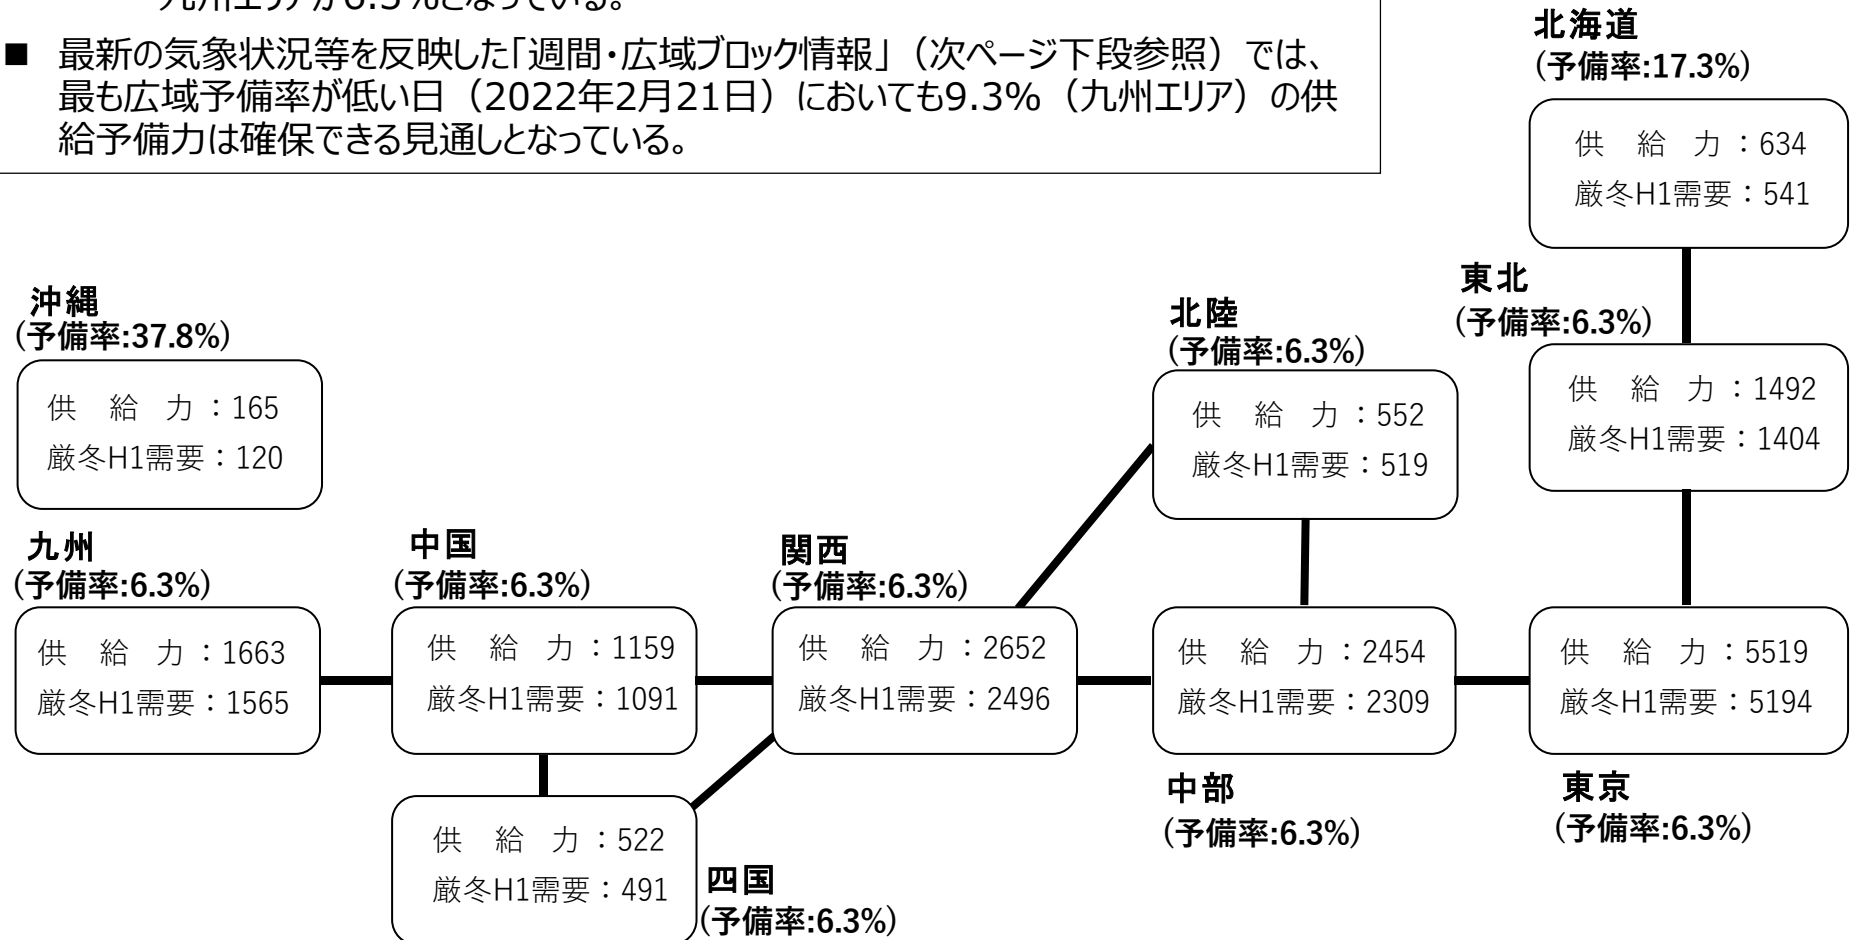 九州エリアが6.3%となっている。
■ 最新の気象状況等を反映した「週間・広域ブロック情報」（次ページ下段参照）では、
最も広域予備率が低い日（2022年2月21日）においても9.3%（九州エリア）の供
給予備力は確保できる見通しとなっている。
北海道
(予備率:17.3%)
供 給 力：634
厳冬H1需要：541
東北
(予備率:6.3%)
供 給 力：1492
厳冬H1需要：1404
沖縄
(予備率:37.8%)
供 給 力：165
厳冬H1需要：120
北陸
(予備率:6.3%)
供 給 力：552
厳冬H1需要：519
九州
(予備率:6.3%)
供 給 力：1663
厳冬H1需要：1565
中国
(予備率:6.3%)
供 給 力：1159
厳冬H1需要：1091
関西
(予備率:6.3%)
供 給 力：2652
厳冬H1需要：2496
供 給 力：2454
厳冬H1需要：2309
中部
(予備率:6.3%)
供 給 力：5519
厳冬H1需要：5194
東京
(予備率:6.3%)
供 給 力：522
厳冬H1需要：491
四国
(予備率:6.3%)